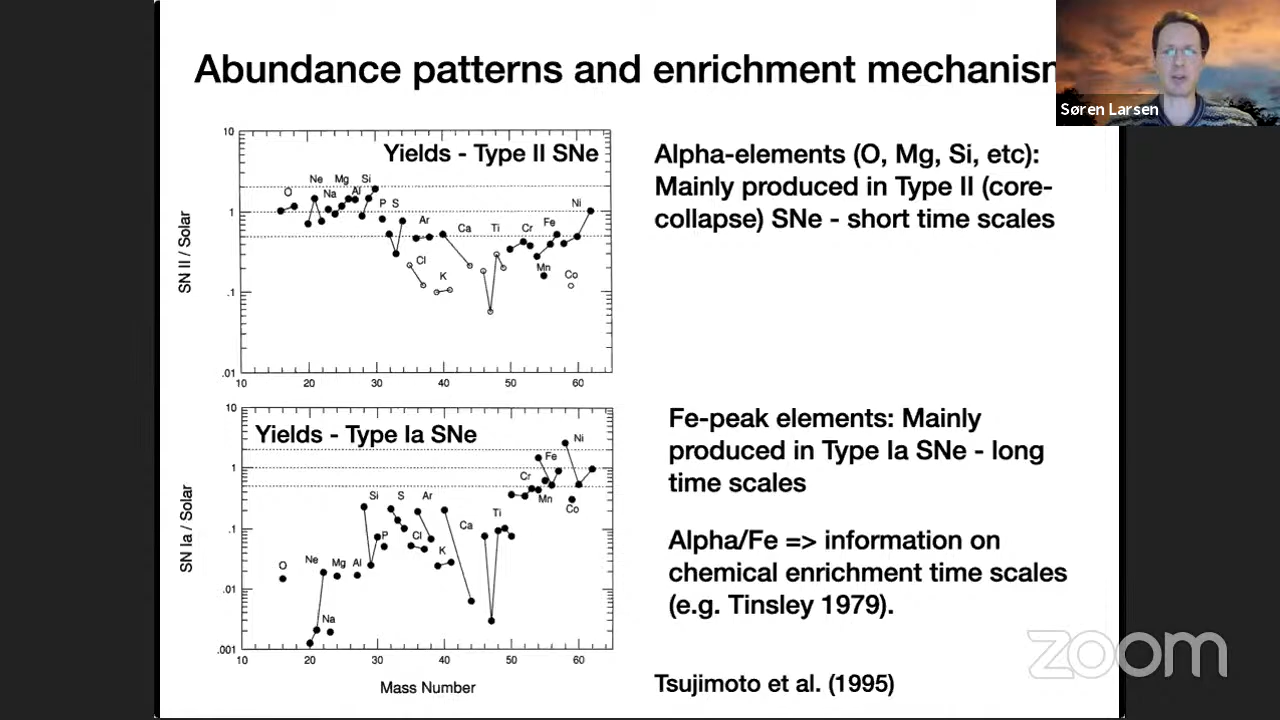 Abundance patterns and enrichment
Søren Larsen
10
1
.1
.01
SN II / Solar
Yields - Type II SNe
O
Ne
Na
Mg
Al
Si
P S
Cl
Ar
K
Ca
Ti
Cr
Mn
Fe
Co
Ni
10 20 30 40 50 60
Alpha-elements (O, Mg, Si, etc):
Mainly produced in Type II (core-
collapse) SNe - short time scales
10
1
.1
.01
.001
SN Ia / Solar
Yields - Type Ia SNe
O
Ne
Na
Mg
Al
Si
P
S
Cl
Ar
K
Ca
Ti
Cr
Mn
Fe
Co
Ni
10 20 30 40 50 60
Mass Number
Fe-peak elements: Mainly
produced in Type Ia SNe - long
time scales
Alpha/Fe => information on
chemical enrichment time scales
(e.g. Tinsley 1979).
Tsujimoto et al. (1995)
zoom